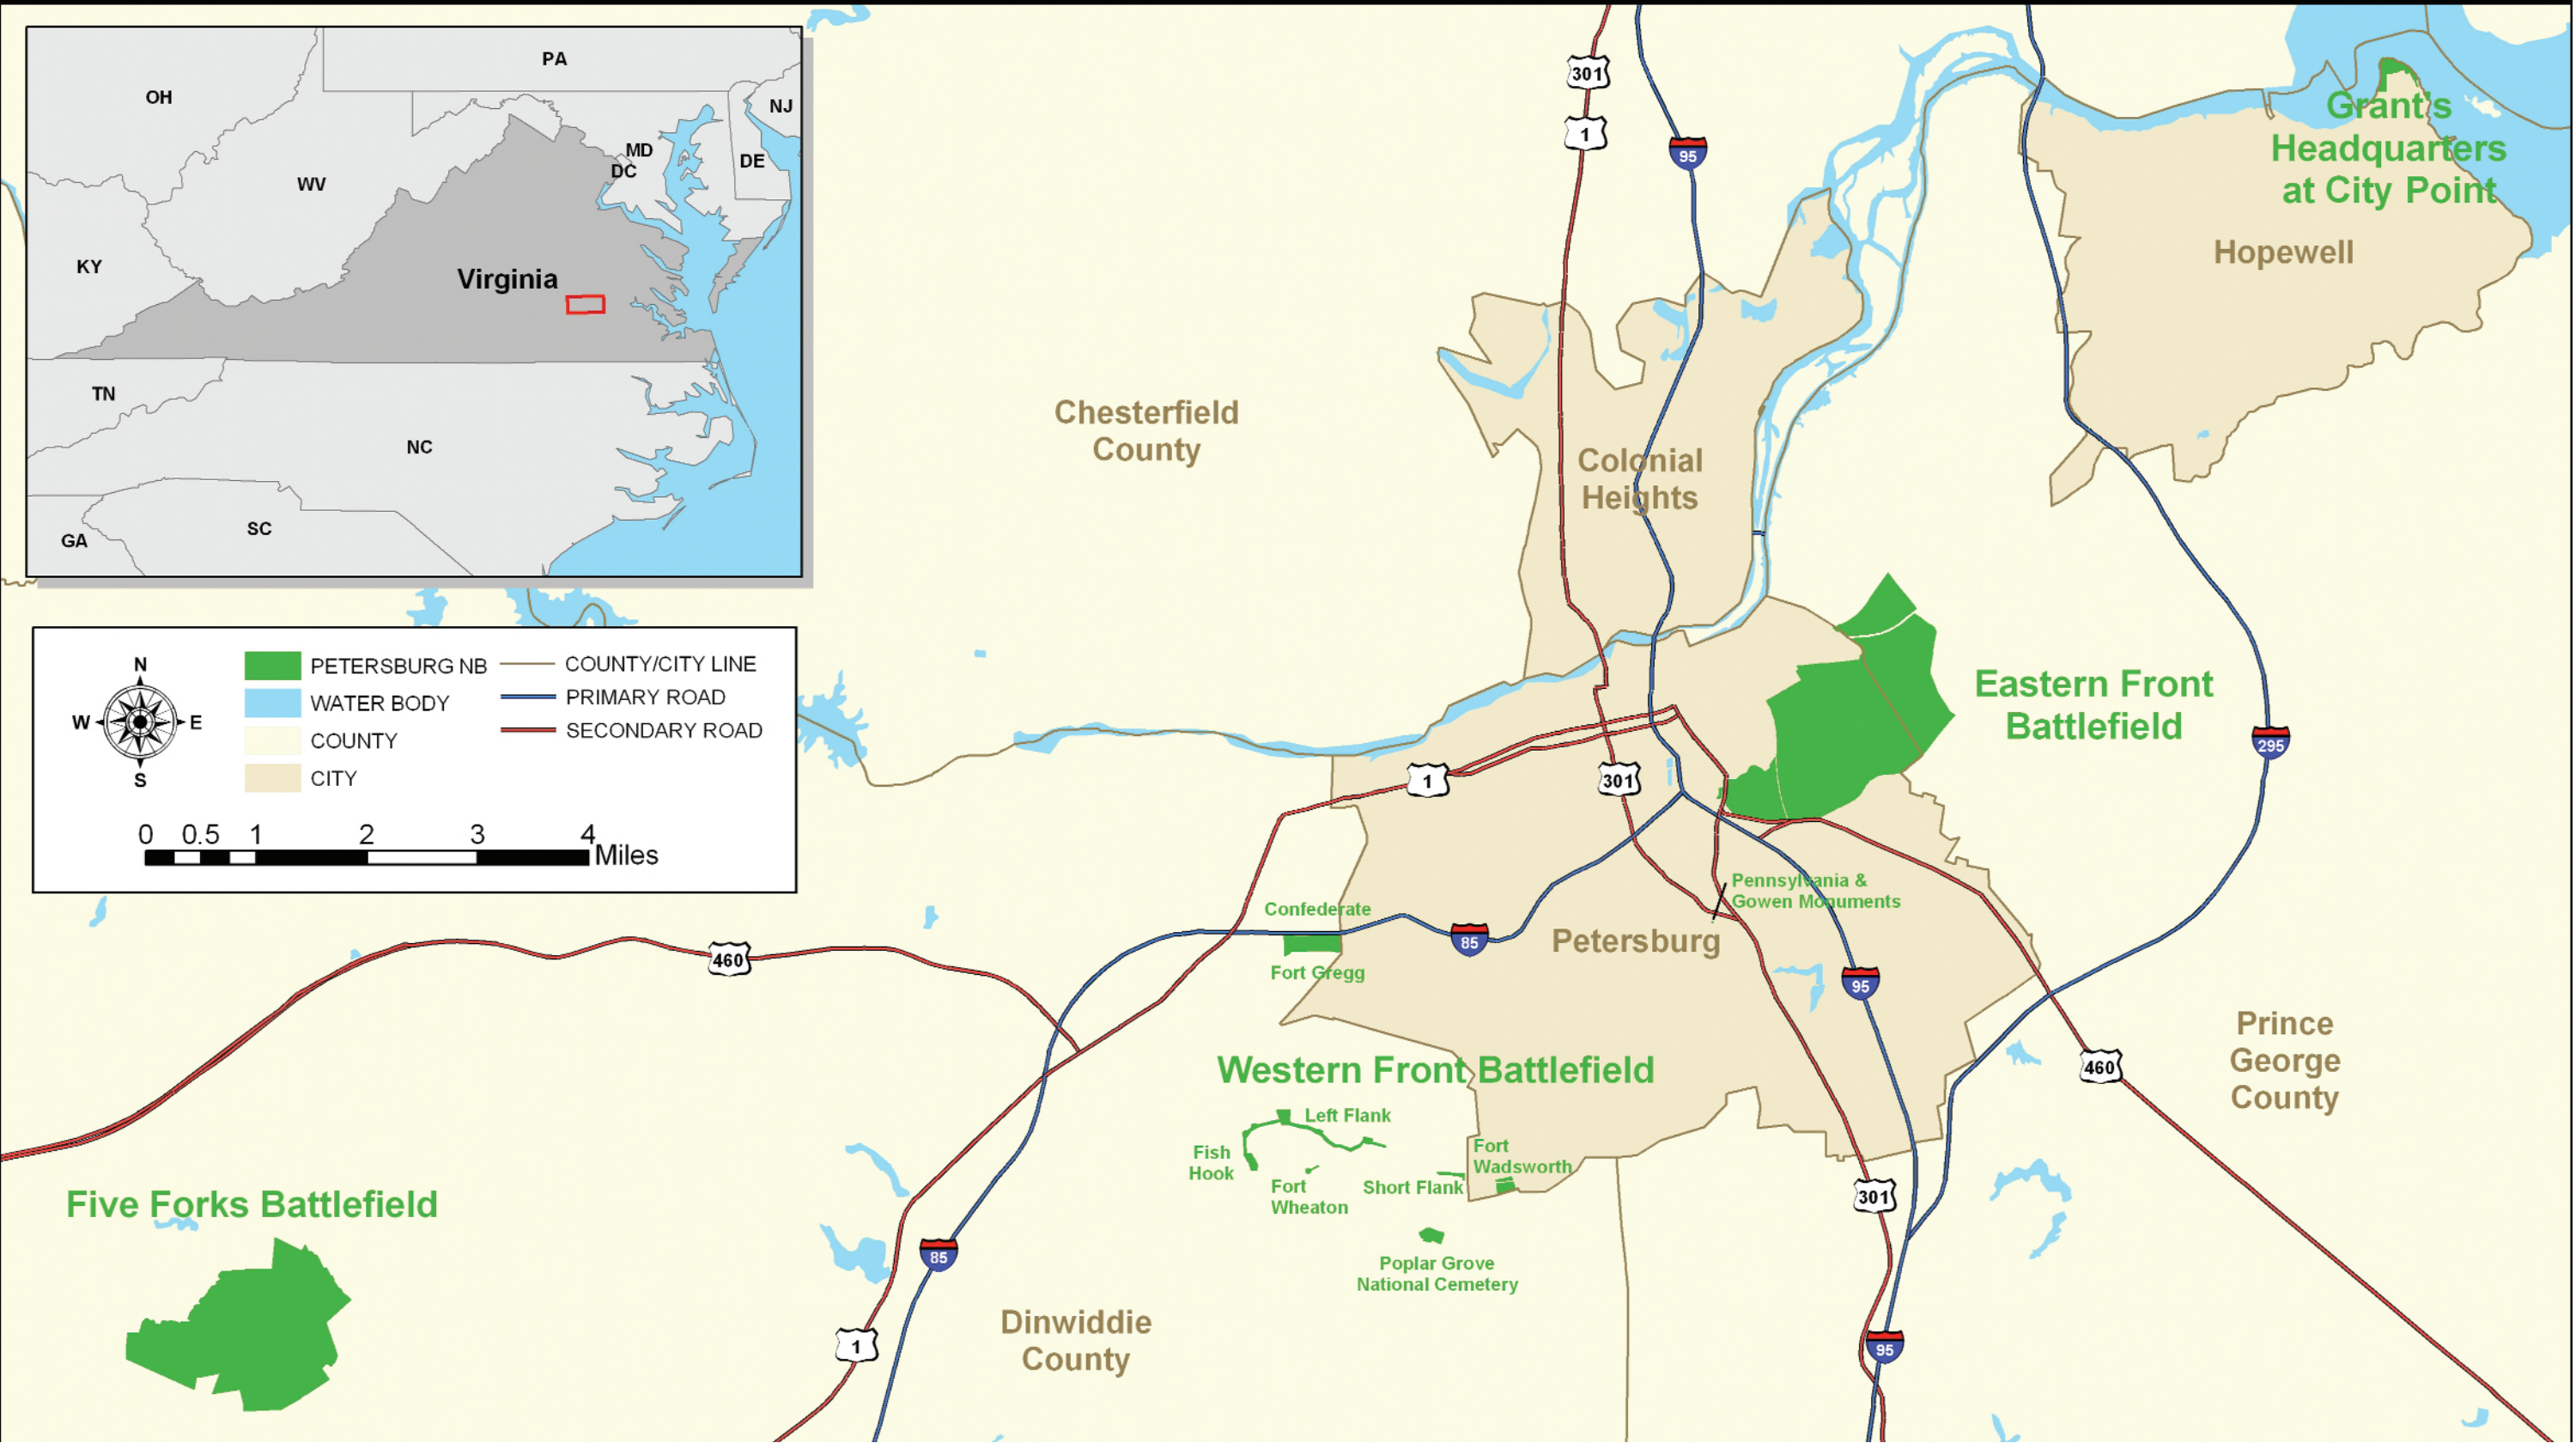 PA
OH
NJ
MD
DE
DC
WV
KY
Virginia
TN
NC
SC
GA
N
W
E
S
PETERSBURG NB
WATER BODY
COUNTY
CITY
COUNTY/CITY LINE
PRIMARY ROAD
SECONDARY ROAD
0 0.5 1 2 3 4
Miles
301
1
95
Grant's
Headquarters
at City Point
Hopewell
Chesterfield
County
Colonial
Heights
Eastern Front
Battlefield
295
1
301
Pennsylvania &
Gowen Monuments
Confederate
Fort Gregg
85
Petersburg
95
460
Prince
George
County
460
Western Front Battlefield
Left Flank
Fish
Hook
Fort
Wheaton
Short Flank
Fort
Wadsworth
Poplar Grove
National Cemetery
301
Five Forks Battlefield
85
1
Dinwiddie
County
95